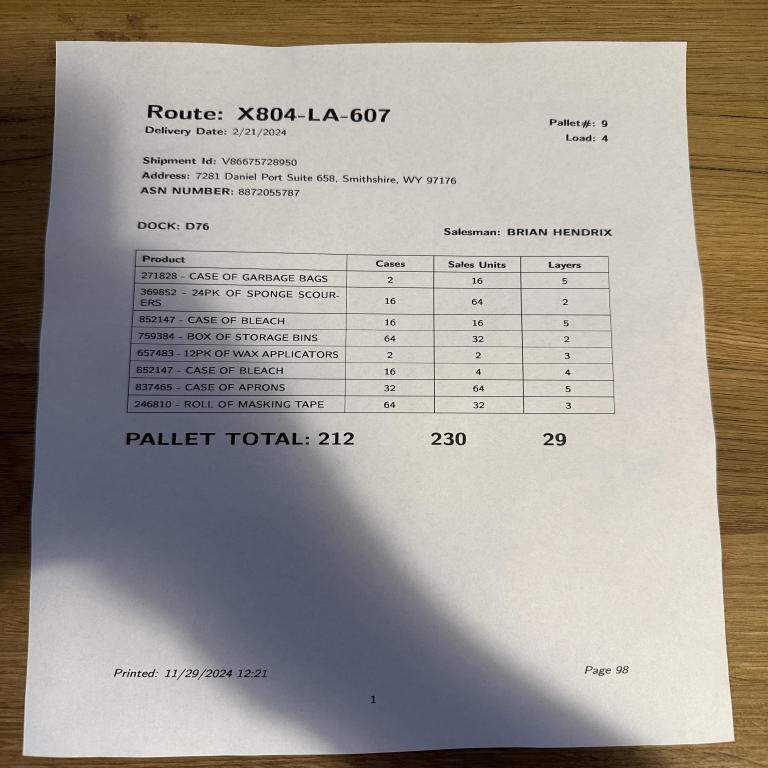 Route: X804-LA-607
Delivery Date: 2/21/2024
Pallet#: 9
Load: 4
Shipment Id: V86675728950
Address: 7281 Daniel Port Suite 658, Smithshire, WY 97176
ASN NUMBER: 8872055787
DOCK: D76
Salesman: BRIAN HENDRIX
Product Cases Sales Units Layers
271828 - CASE OF GARBAGE BAGS 2 16 5
369852 - 24PK OF SPONGE SCOUR-
ERS 16 64 2
852147 - CASE OF BLEACH 16 16 5
759384 - BOX OF STORAGE BINS 64 32 2
657483 - 12PK OF WAX APPLICATORS 2 2 3
852147 - CASE OF BLEACH 16 4 4
837465 - CASE OF APRONS 32 64 5
246810 - ROLL OF MASKING TAPE 64 32 3
PALLET TOTAL: 212 230 29
Printed: 11/29/2024 12:21
Page 98
1